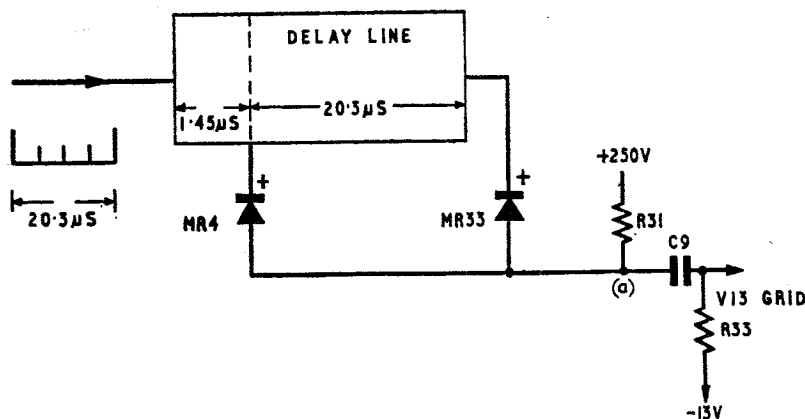 DELAY LINE
1·45µS
20·3µS
20·3µS
+
MR4
+
MR33
+250V
R31
C9
(a)
V13 GRID
R33
-13V